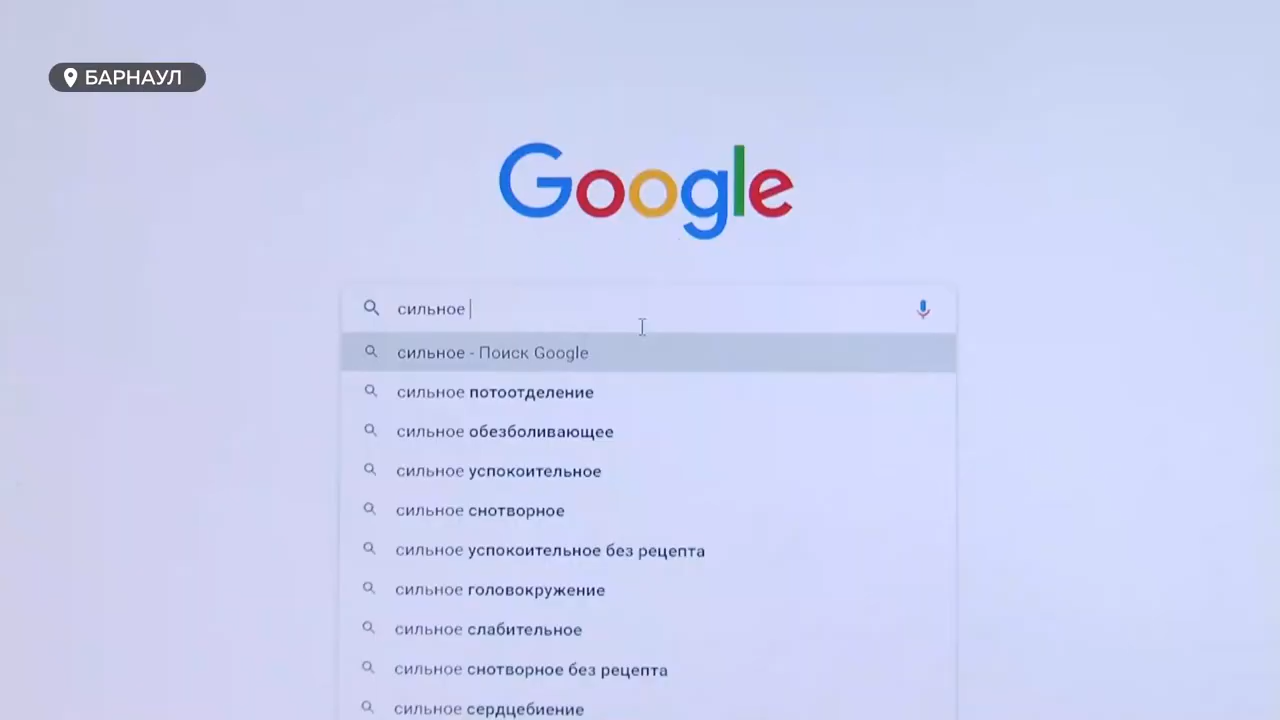 БАРНАУЛ
Google
сильное
сильное - Поиск Google
сильное потоотделение
сильное обезболивающее
сильное успокоительное
сильное снотворное
сильное успокоительное без рецепта
сильное головокружение
сильное слабительное
сильное снотворное без рецепта
сильное сердцебиение